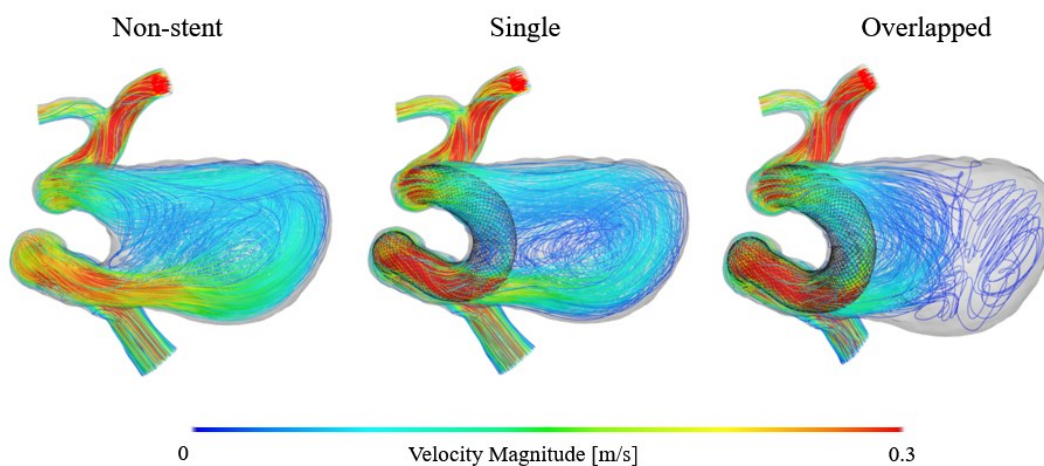 Non-stent
Single
Overlapped
0
Velocity Magnitude [m/s]
0.3